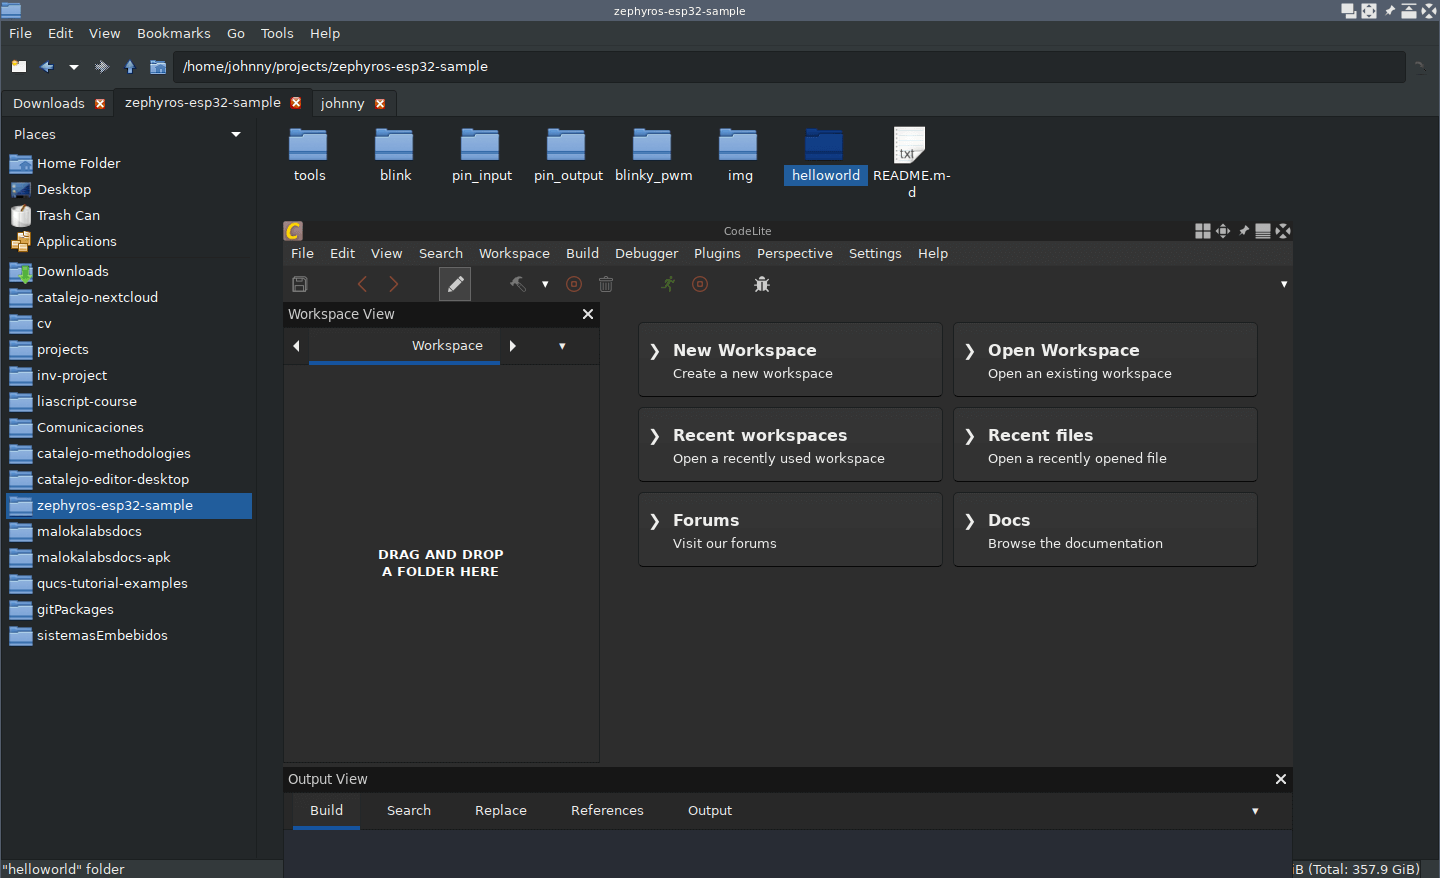 zephyros-esp32-sample
File Edit View Bookmarks Go Tools Help
/home/johnny/projects/zephyros-esp32-sample
Downloads zephyros-esp32-sample johnny
Places
Home Folder
Desktop
Trash Can
Applications
Downloads
catalejo-nextcloud
cv
projects
inv-project
liascript-course
Comunicaciones
catalejo-methodologies
catalejo-editor-desktop
zephyros-esp32-sample
malokalabsdocs
malokalabsdocs-apk
qucs-tutorial-examples
gitPackages
sistemasEmbebidos
txt
tools blink pin_input pin_output blinky_pwm img helloworld README.m-
d
C
CodeLite
File Edit View Search Workspace Build Debugger Plugins Perspective Settings Help
Workspace View
Workspace
DRAG AND DROP
A FOLDER HERE
New Workspace
Create a new workspace
Open Workspace
Open an existing workspace
Recent workspaces
Open a recently used workspace
Recent files
Open a recently opened file
Forums
Visit our forums
Docs
Browse the documentation
Output View
Build Search Replace References Output
"helloworld" folder
iB (Total: 357.9 GiB)